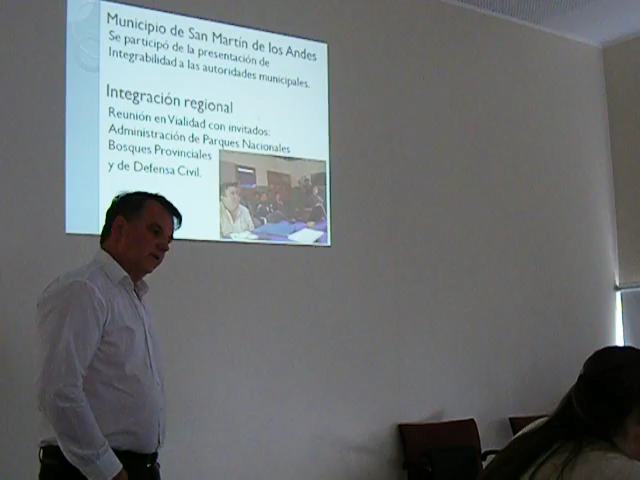 Municipio de San Martín de los Andes
Se participó de la presentación de
Integrabilidad a las autoridades municipales.
Integración regional
Reunión en Vialidad con invitados:
Administración de Parques Nacionales
Bosques Provinciales
y de Defensa Civil.